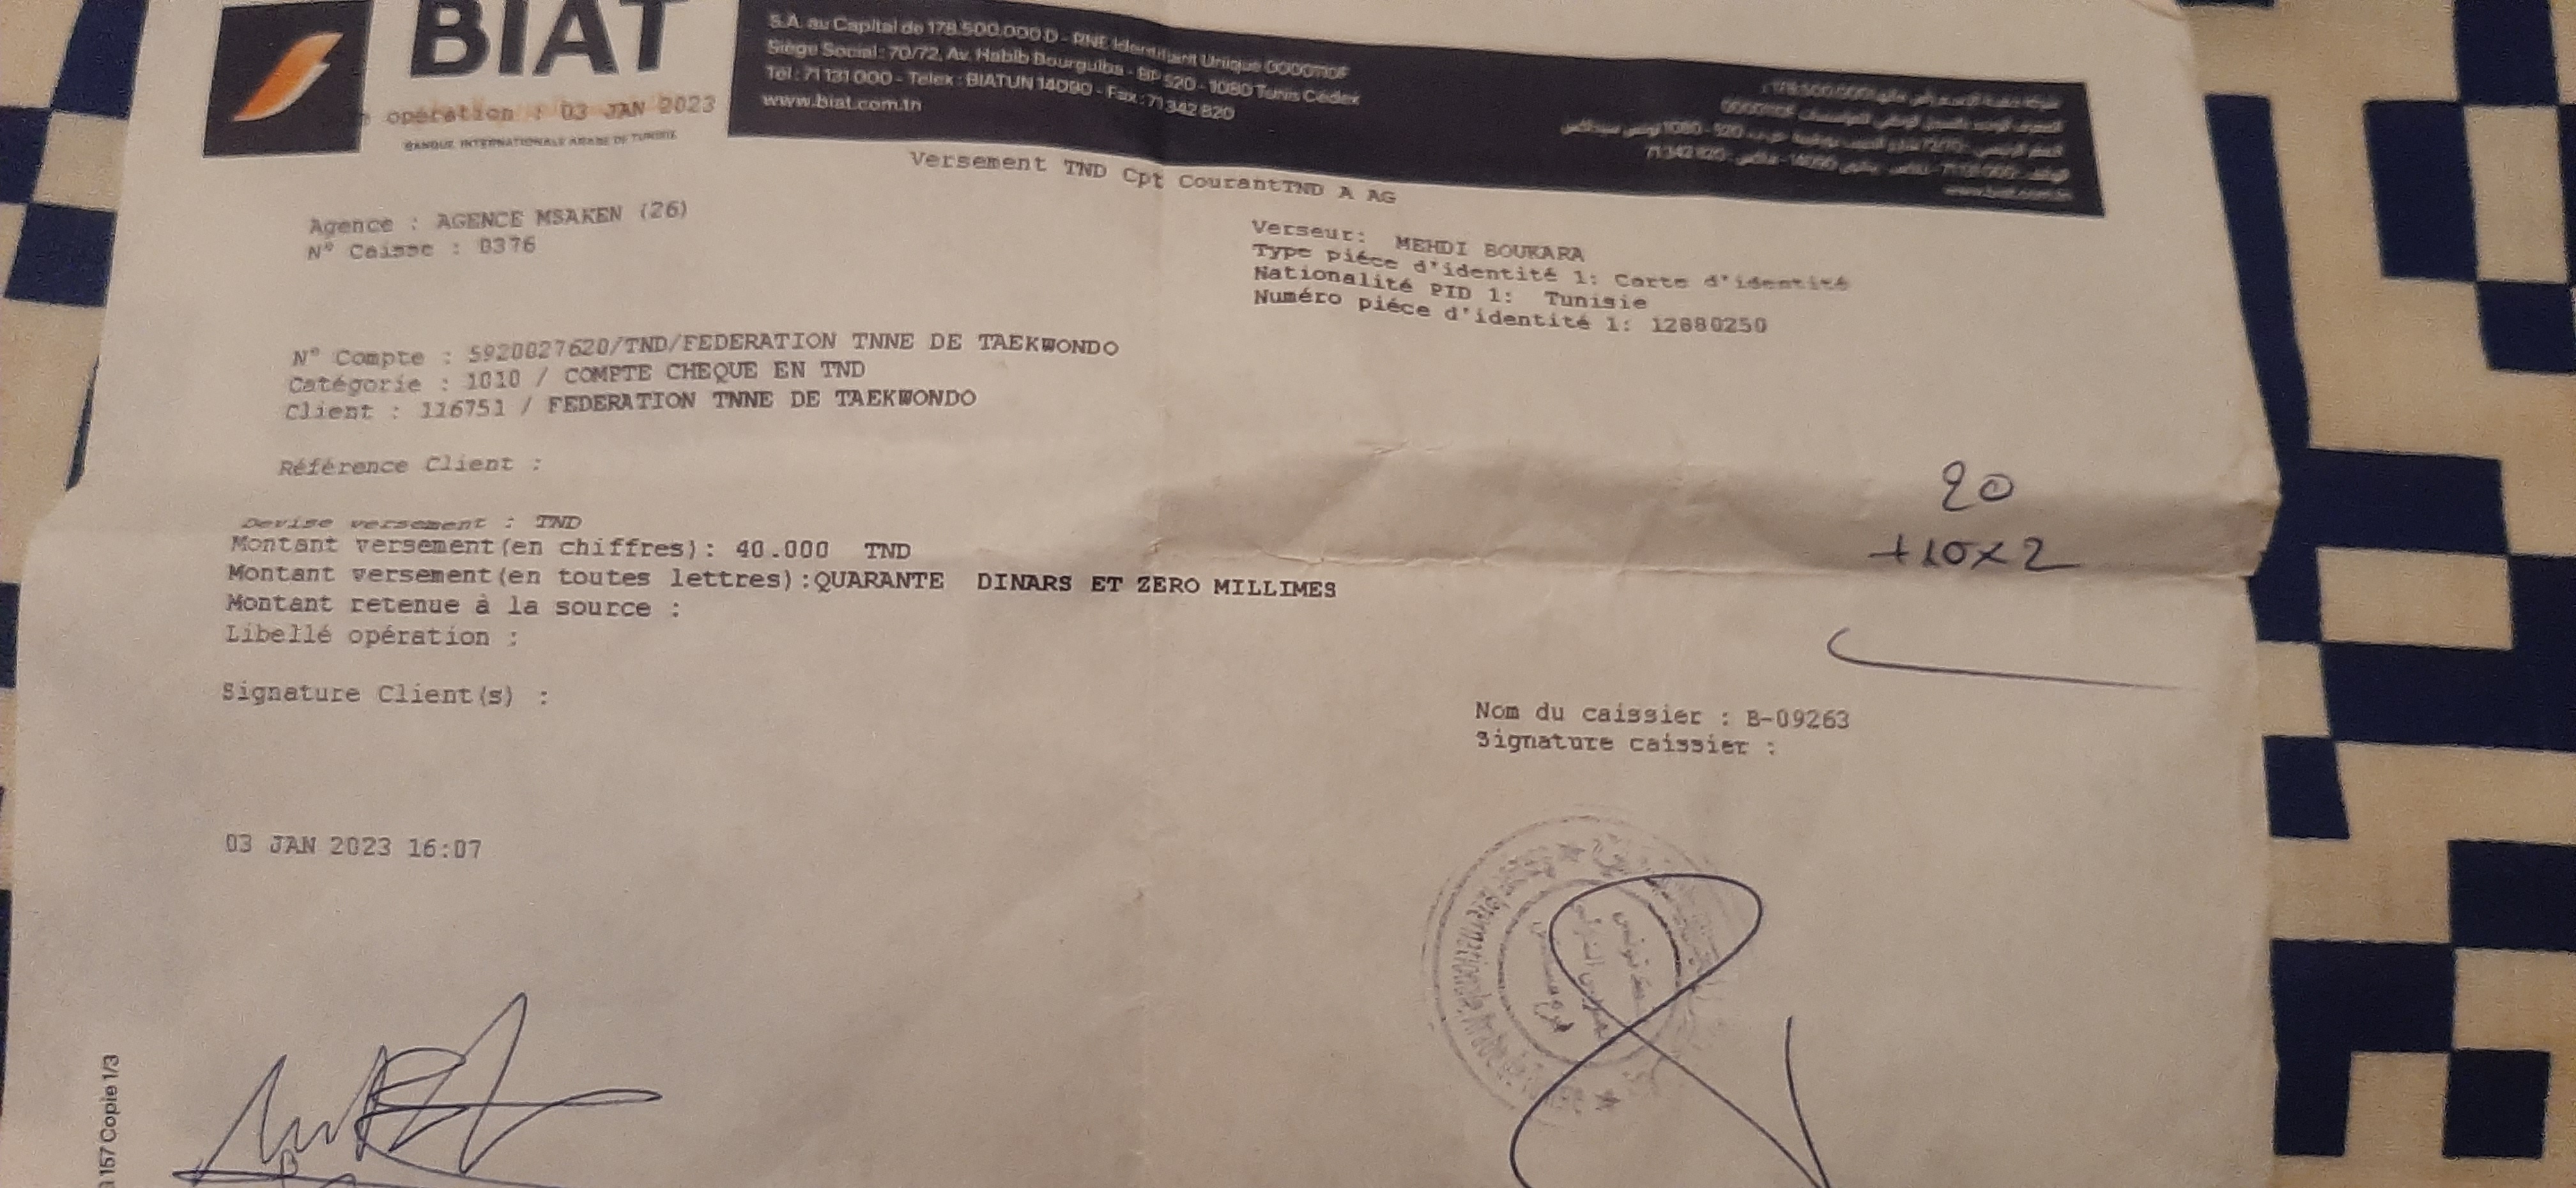 BIAT
opération : 03 JAN 2023
BANQUE INTERNATIONALE ARABE DE TUNISIE
S.A. au Capital de 178.500.000 D - RNE Identifiant Unique
Siège Social : 70/72, Av. Habib Bourguiba - BP 520 - 1080 Tunis Cédex
Tél : 71 131 000 - Telex : BIATUN 14090 - Fax : 71 342 820
www.biat.com.tn
Versement TND Cpt CourantTND A AG
Agence : AGENCE MSAKEN (26)
N° Caisse : 0376
Verseur: MEHDI BOUKARA
Type piéce d'identité 1: Carte d'identité
Nationalité PID 1: Tunisie
Numéro piéce d'identité 1: 12880250
N° Compte : 5920027620/TND/FEDERATION TNNE DE TAEKWONDO
Catégorie : 1010 / COMPTE CHEQUE EN TND
Client : 116751 / FEDERATION TNNE DE TAEKWONDO
Référence Client :
20
+10x2
Devise versement : TND
Montant versement(en chiffres): 40.000 TND
Montant versement(en toutes lettres):QUARANTE DINARS ET ZERO MILLIMES
Montant retenue à la source :
Libellé opération :
Signature Client(s) :
Nom du caissier : B-09263
Signature caissier :
03 JAN 2023 16:07
157 Copie 1/3